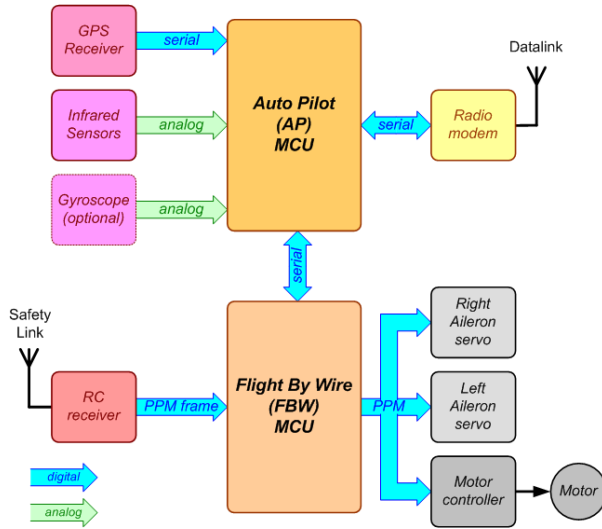 GPS
Receiver
serial
Infrared
Sensors
analog
Gyroscope
(optional)
analog
Auto Pilot
(AP)
MCU
serial
Radio
modem
Datalink
serial
Safety
Link
RC
receiver
PPM frame
Flight By Wire
(FBW)
MCU
PPM
Right
Aileron
servo
Left
Aileron
servo
Motor
controller
Motor
digital
analog